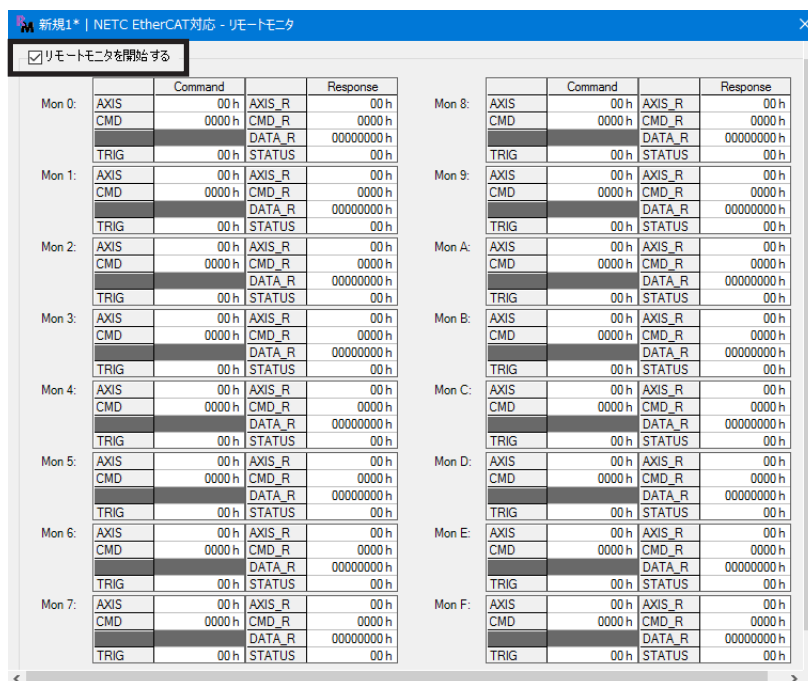 新規1* | NETC EtherCAT対応 - リモートモニタ
リモートモニタを開始する
Command Response Command Response
Mon 0: AXIS 00 h AXIS_R 00 h Mon 8: AXIS 00 h AXIS_R 00 h
CMD 0000 h CMD_R 0000 h CMD 0000 h CMD_R 0000 h
DATA_R 00000000 h DATA_R 00000000 h
TRIG 00 h STATUS 00 h TRIG 00 h STATUS 00 h
Mon 1: AXIS 00 h AXIS_R 00 h Mon 9: AXIS 00 h AXIS_R 00 h
CMD 0000 h CMD_R 0000 h CMD 0000 h CMD_R 0000 h
DATA_R 00000000 h DATA_R 00000000 h
TRIG 00 h STATUS 00 h TRIG 00 h STATUS 00 h
Mon 2: AXIS 00 h AXIS_R 00 h Mon A: AXIS 00 h AXIS_R 00 h
CMD 0000 h CMD_R 0000 h CMD 0000 h CMD_R 0000 h
DATA_R 00000000 h DATA_R 00000000 h
TRIG 00 h STATUS 00 h TRIG 00 h STATUS 00 h
Mon 3: AXIS 00 h AXIS_R 00 h Mon B: AXIS 00 h AXIS_R 00 h
CMD 0000 h CMD_R 0000 h CMD 0000 h CMD_R 0000 h
DATA_R 00000000 h DATA_R 00000000 h
TRIG 00 h STATUS 00 h TRIG 00 h STATUS 00 h
Mon 4: AXIS 00 h AXIS_R 00 h Mon C: AXIS 00 h AXIS_R 00 h
CMD 0000 h CMD_R 0000 h CMD 0000 h CMD_R 0000 h
DATA_R 00000000 h DATA_R 00000000 h
TRIG 00 h STATUS 00 h TRIG 00 h STATUS 00 h
Mon 5: AXIS 00 h AXIS_R 00 h Mon D: AXIS 00 h AXIS_R 00 h
CMD 0000 h CMD_R 0000 h CMD 0000 h CMD_R 0000 h
DATA_R 00000000 h DATA_R 00000000 h
TRIG 00 h STATUS 00 h TRIG 00 h STATUS 00 h
Mon 6: AXIS 00 h AXIS_R 00 h Mon E: AXIS 00 h AXIS_R 00 h
CMD 0000 h CMD_R 0000 h CMD 0000 h CMD_R 0000 h
DATA_R 00000000 h DATA_R 00000000 h
TRIG 00 h STATUS 00 h TRIG 00 h STATUS 00 h
Mon 7: AXIS 00 h AXIS_R 00 h Mon F: AXIS 00 h AXIS_R 00 h
CMD 0000 h CMD_R 0000 h CMD 0000 h CMD_R 0000 h
DATA_R 00000000 h DATA_R 00000000 h
TRIG 00 h STATUS 00 h TRIG 00 h STATUS 00 h